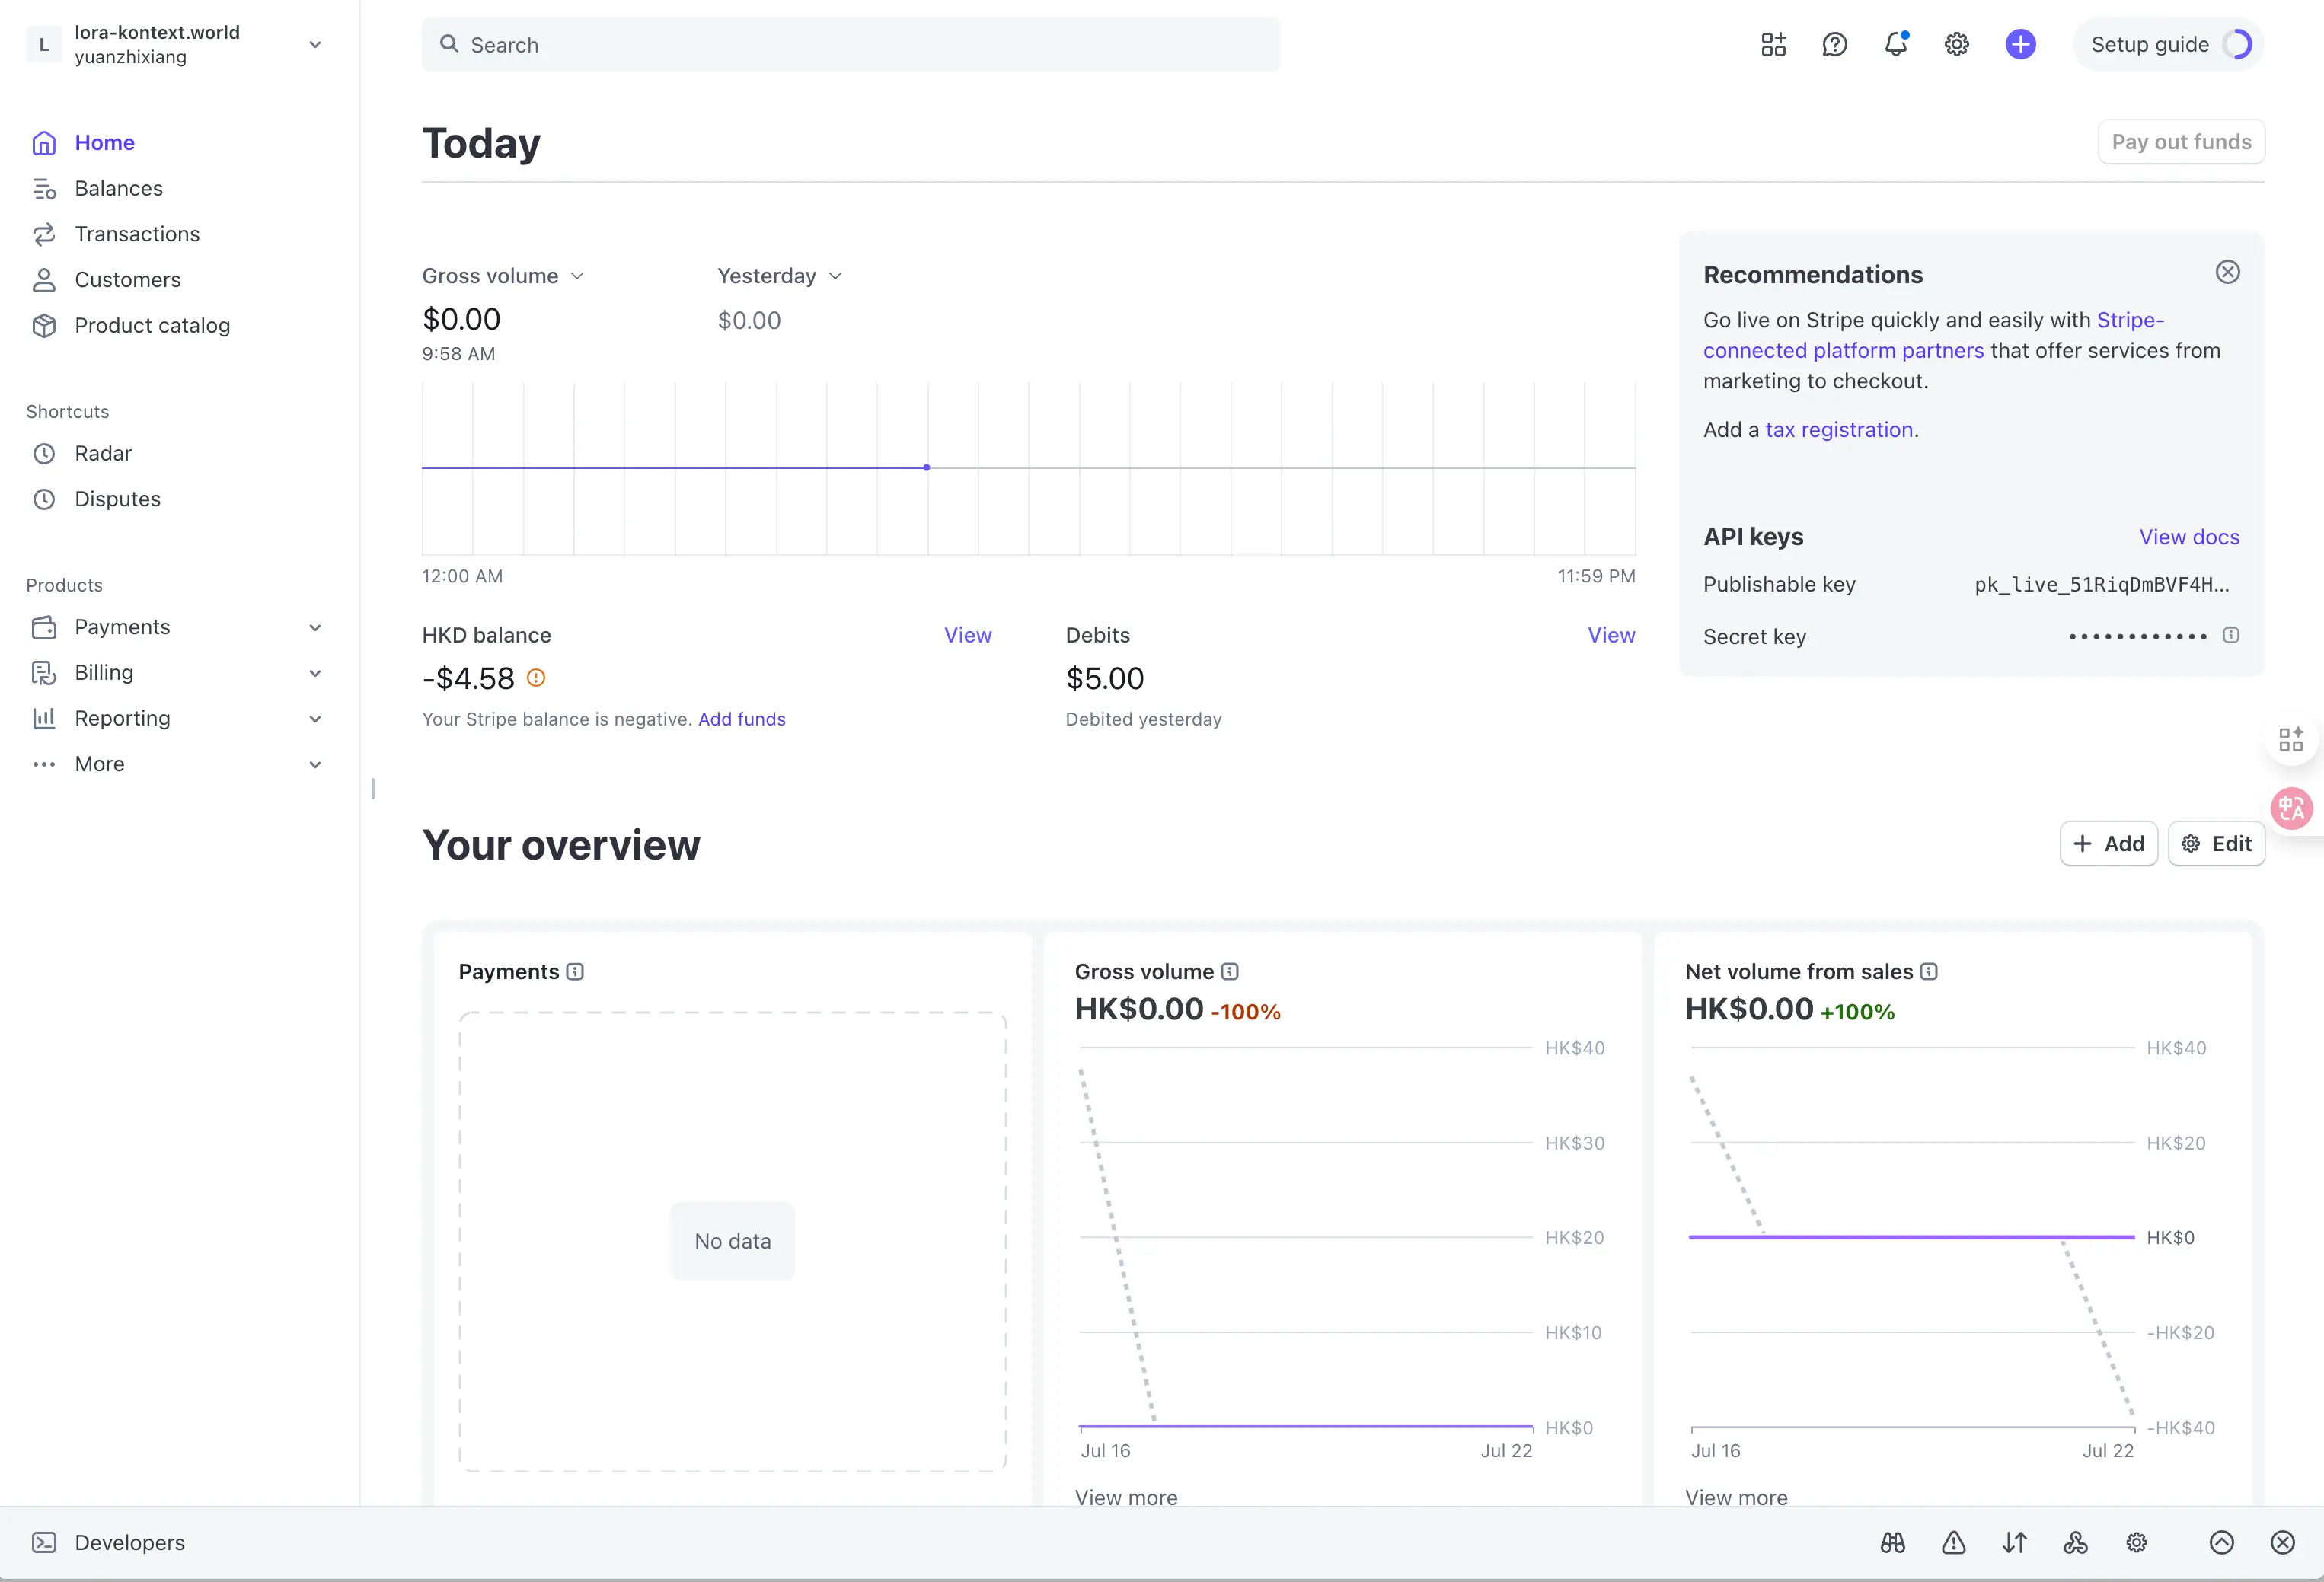 L
lora-kontext.world
yuanzhixiang
Search
Setup guide
Home
Balances
Transactions
Customers
Product catalog
Shortcuts
Radar
Disputes
Products
Payments
Billing
Reporting
More
Today
Pay out funds
Gross volume
Yesterday
$0.00
$0.00
9:58 AM
12:00 AM
11:59 PM
HKD balance
View
-$4.58
Your Stripe balance is negative. Add funds
Debits
View
$5.00
Debited yesterday
Recommendations
Go live on Stripe quickly and easily with Stripe-
connected platform partners that offer services from
marketing to checkout.
Add a tax registration.
API keys
View docs
Publishable key
pk_live_51RiqDmBVF4H...
Secret key
••••••••••••
中A
Your overview
Add
Edit
Payments
No data
Gross volume
HK$0.00 -100%
HK$40
HK$30
HK$20
HK$10
HK$0
Jul 16
Jul 22
View more
Net volume from sales
HK$0.00 +100%
HK$40
HK$20
HK$0
-HK$20
-HK$40
Jul 16
Jul 22
View more
Developers